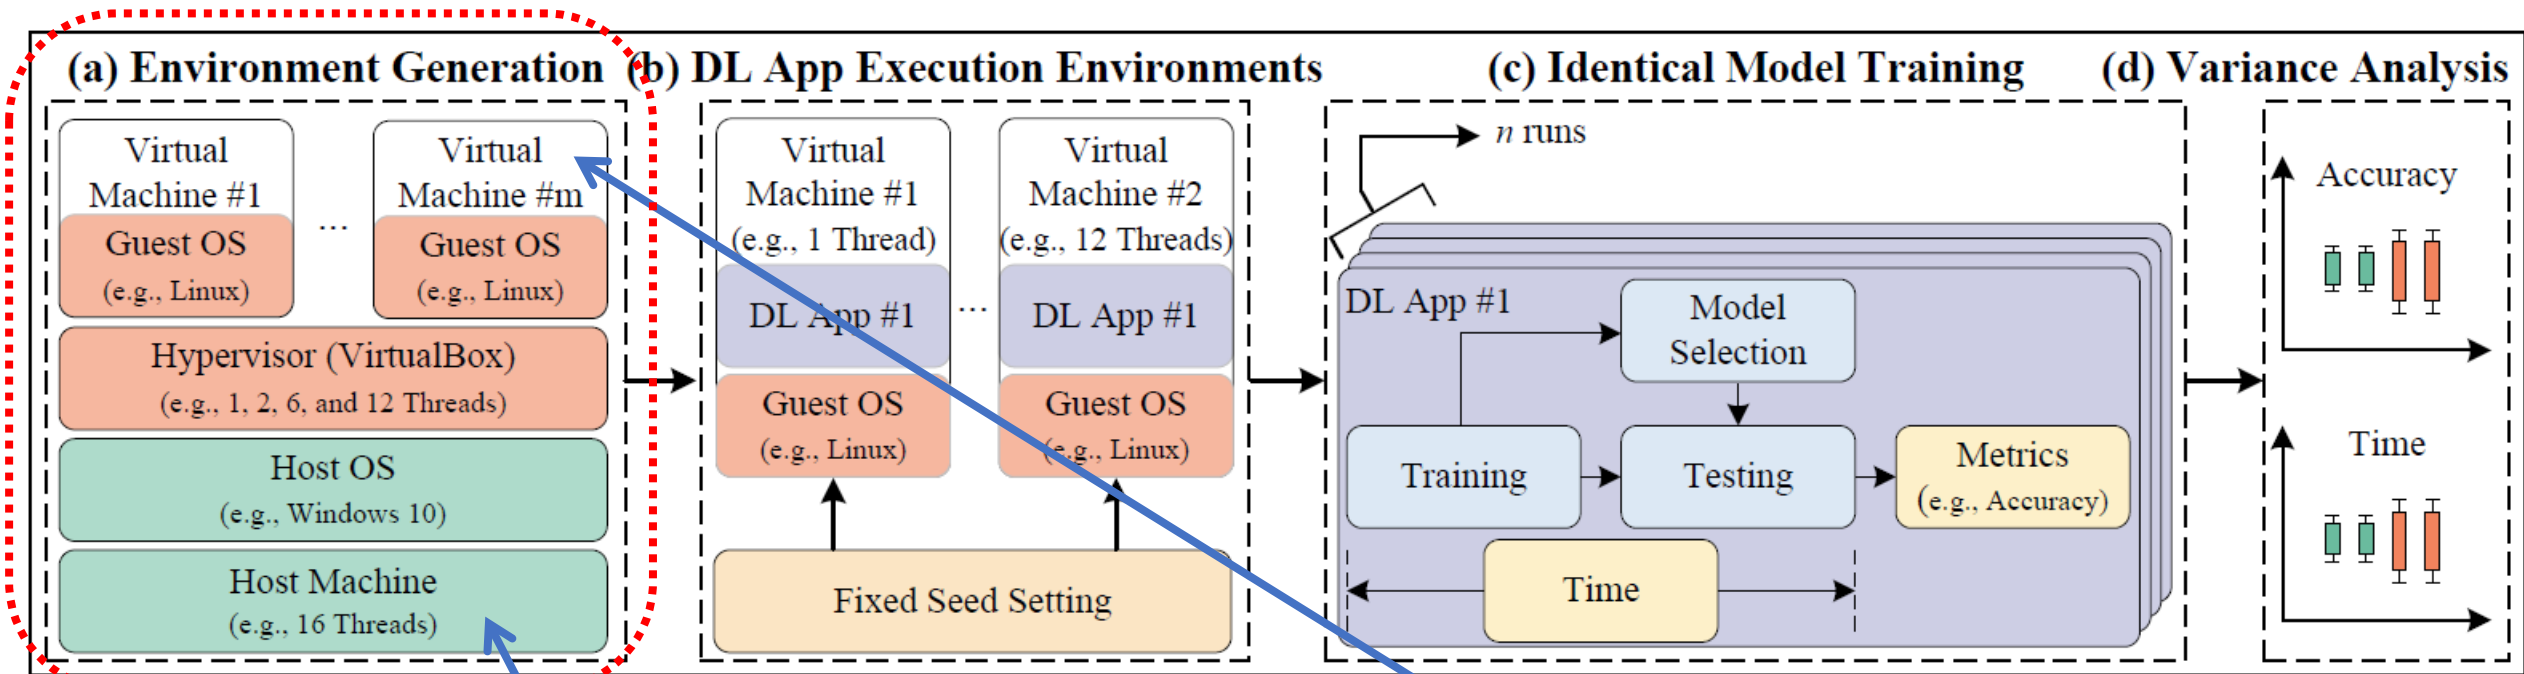 (a) Environment Generation
Virtual
Machine #1
Guest OS
(e.g., Linux)
...
Virtual
Machine #m
Guest OS
(e.g., Linux)
Hypervisor (VirtualBox)
(e.g., 1, 2, 6, and 12 Threads)
Host OS
(e.g., Windows 10)
Host Machine
(e.g., 16 Threads)
(b) DL App Execution Environments
Virtual
Machine #1
(e.g., 1 Thread)
DL App #1
Guest OS
(e.g., Linux)
...
Virtual
Machine #2
(e.g., 12 Threads)
DL App #1
Guest OS
(e.g., Linux)
Fixed Seed Setting
(c) Identical Model Training
n runs
DL App #1
Model
Selection
Training
Testing
Metrics
(e.g., Accuracy)
Time
(d) Variance Analysis
Accuracy
Time